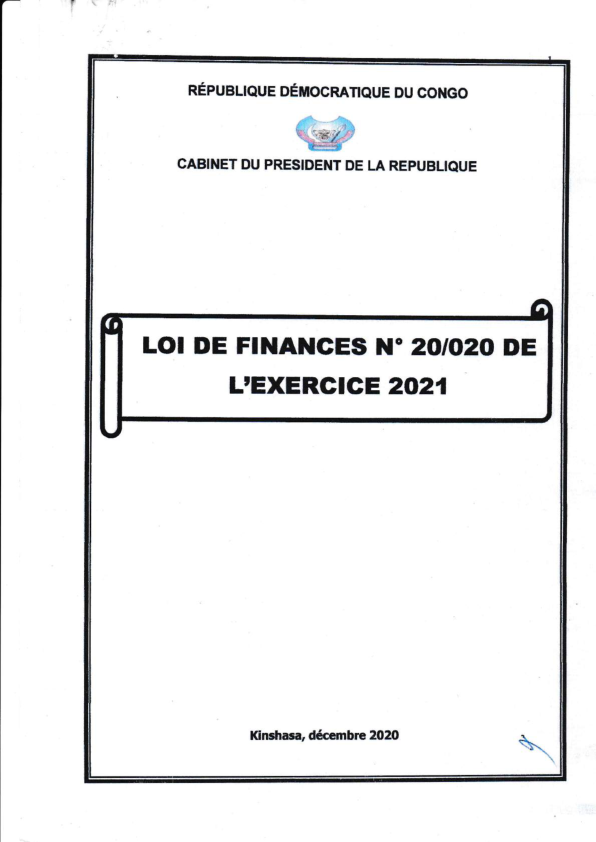 RÉPUBLIQUE DÉMOCRATIQUE DU CONGO
CABINET DU PRESIDENT DE LA REPUBLIQUE
LOI DE FINANCES N° 20/020 DE
L'EXERCICE 2021
Kinshasa, décembre 2020